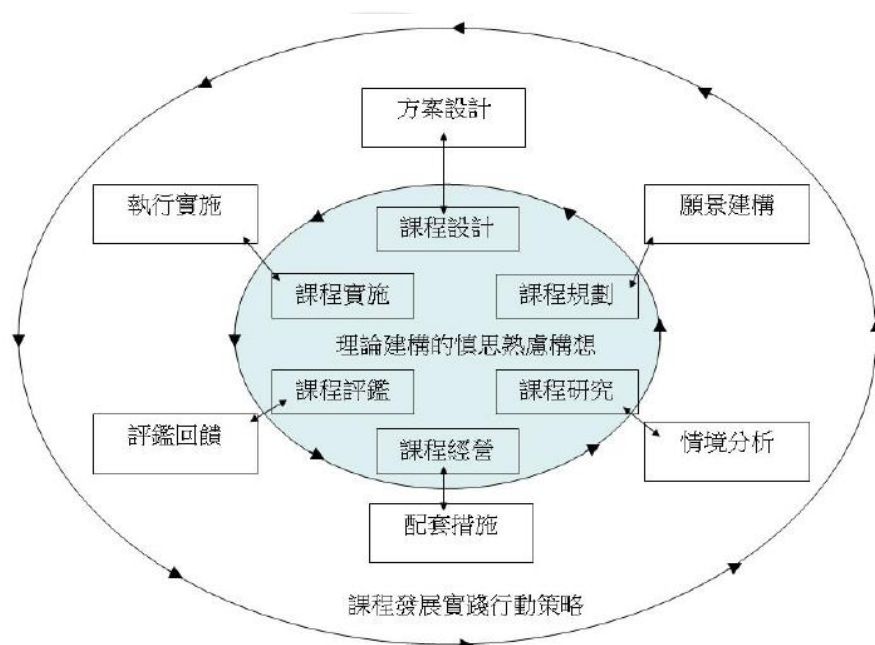 方案設計
執行實施
願景建構
課程設計
課程實施
課程規劃
理論建構的慎思熟慮構想
課程評鑑
課程研究
評鑑回饋
課程經營
情境分析
配套措施
課程發展實踐行動策略